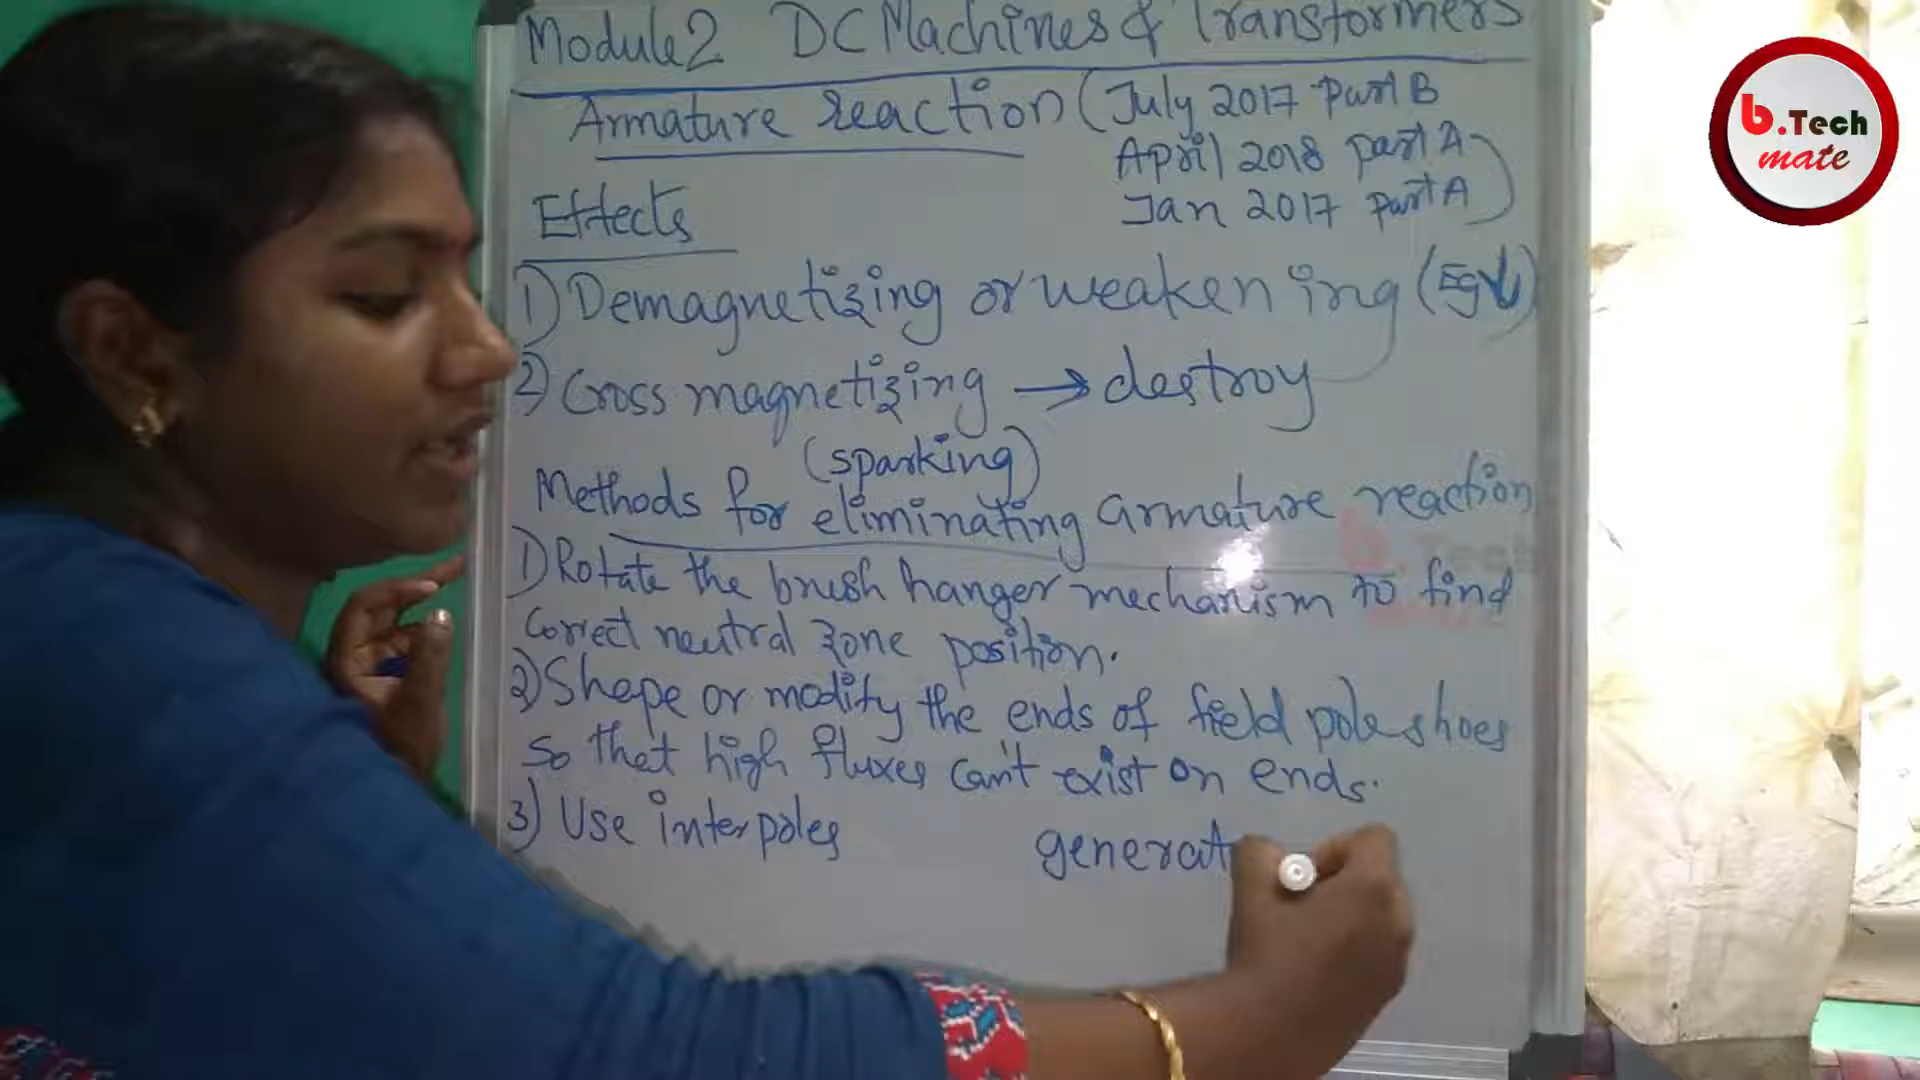 Module 2 DC Machines & Transformers
Armature reaction (July 2017 Part B
April 2018 part A
Jan 2017 part A)
Effects
1) Demagnetizing or weakening (Eg↓)
2) Cross magnetizing → destroy
(sparking)
Methods for eliminating armature reaction
1) Rotate the brush hanger mechanism to find
correct neutral zone position.
2) Shape or modify the ends of field pole shoes
so that high fluxes can't exist on ends.
3) Use interpoles generat
b.Tech
mate
b.Tech